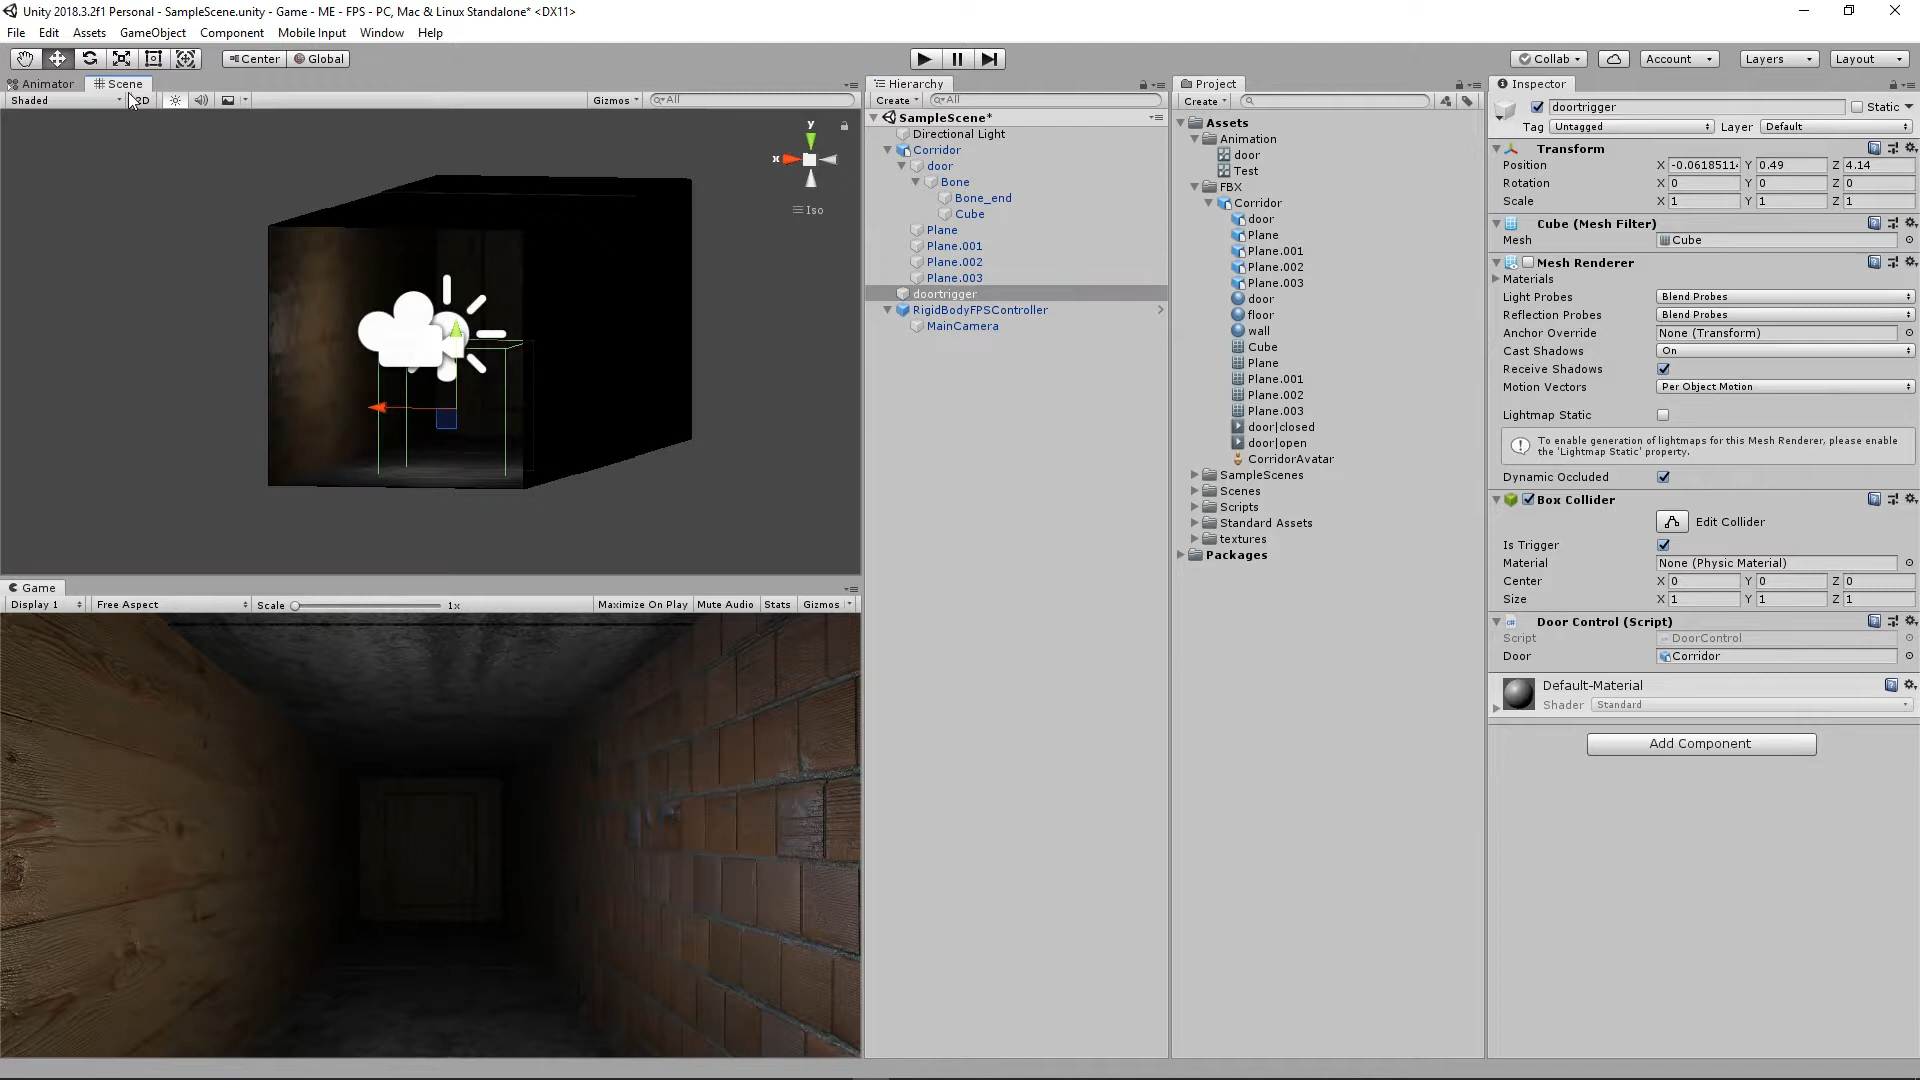 Unity 2018.3.2f1 Personal - SampleScene.unity - Game - ME - FPS - PC, Mac & Linux Standalone* <DX11>
File Edit Assets GameObject Component Mobile Input Window Help
Center Global
Collab Account Layers Layout
Animator Scene
Shaded 2D Gizmos All
y
x
Iso
Game
Display 1 Free Aspect Scale 1x Maximize On Play Mute Audio Stats Gizmos
Hierarchy
Create All
SampleScene*
Directional Light
Corridor
door
Bone
Bone_end
Cube
Plane
Plane.001
Plane.002
Plane.003
doortrigger
RigidBodyFPSController
MainCamera
Project
Create
Assets
Animation
door
Test
FBX
Corridor
door
Plane
Plane.001
Plane.002
Plane.003
door
floor
wall
Cube
Plane
Plane.001
Plane.002
Plane.003
door|closed
door|open
CorridorAvatar
SampleScenes
Scenes
Scripts
Standard Assets
textures
Packages
Inspector
doortrigger Static
Tag Untagged Layer Default
Transform
Position X -0.0618511 Y 0.49 Z 4.14
Rotation X 0 Y 0 Z 0
Scale X 1 Y 1 Z 1
Cube (Mesh Filter)
Mesh Cube
Mesh Renderer
Materials
Light Probes Blend Probes
Reflection Probes Blend Probes
Anchor Override None (Transform)
Cast Shadows On
Receive Shadows
Motion Vectors Per Object Motion
Lightmap Static
To enable generation of lightmaps for this Mesh Renderer, please enable
the 'Lightmap Static' property.
Dynamic Occluded
Box Collider
Edit Collider
Is Trigger
Material None (Physic Material)
Center X 0 Y 0 Z 0
Size X 1 Y 1 Z 1
Door Control (Script)
Script DoorControl
Door Corridor
Default-Material
Shader Standard
Add Component